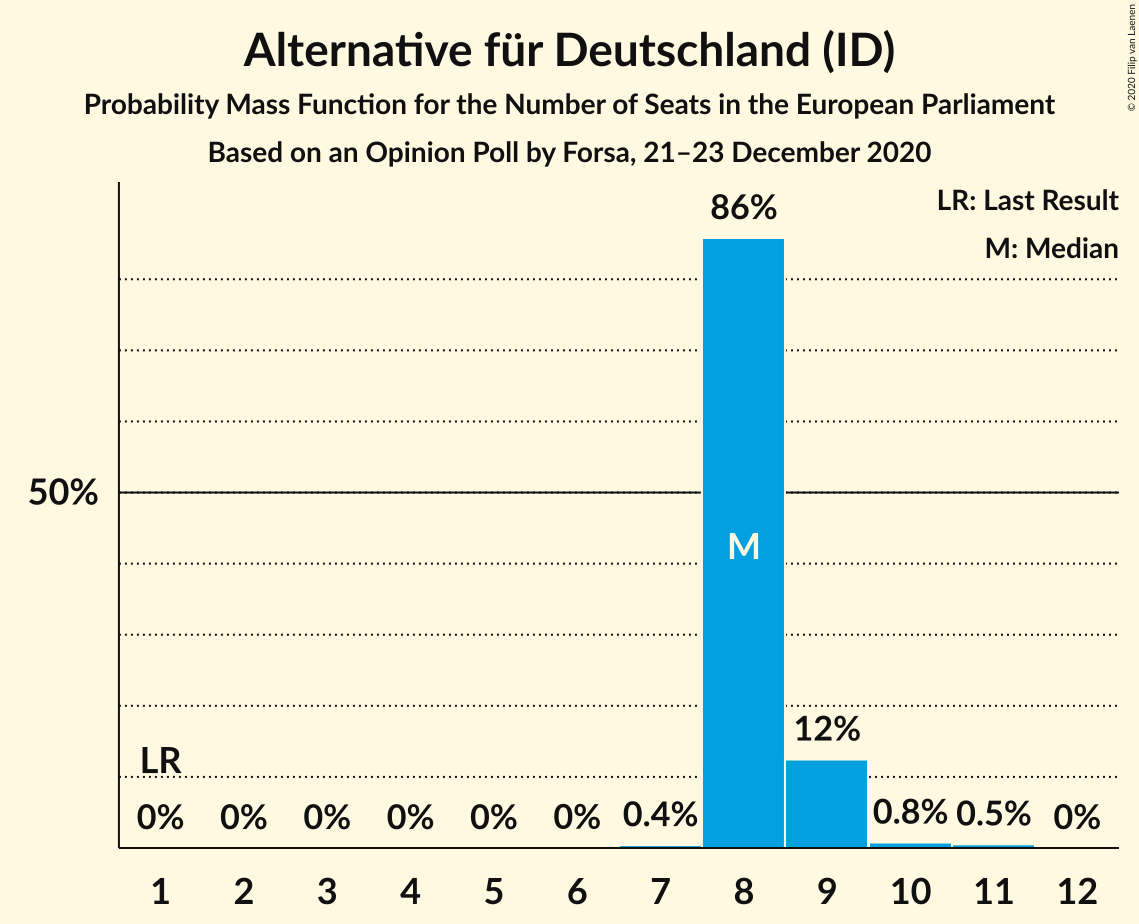 Alternative für Deutschland (ID)
Probability Mass Function for the Number of Seats in the European Parliament
Based on an Opinion Poll by Forsa, 21–23 December 2020
© 2020 Filip van Laenen
LR: Last Result
M: Median
86%
50%
M
12%
LR
0% 0% 0% 0% 0% 0% 0.4% 0.8% 0.5% 0%
1 2 3 4 5 6 7 8 9 10 11 12